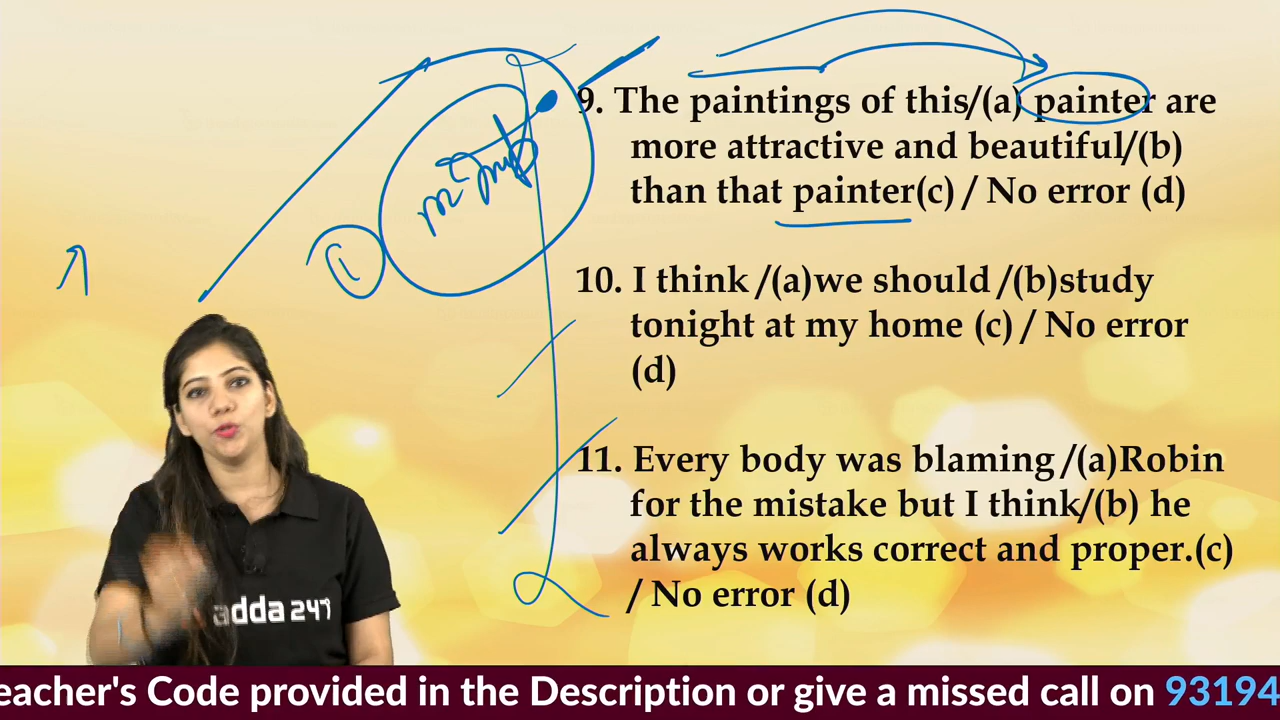 9. The paintings of this/(a) painter are
more attractive and beautiful/(b)
than that painter(c) / No error (d)
10. I think /(a)we should /(b)study
tonight at my home (c) / No error
(d)
11. Every body was blaming /(a)Robin
for the mistake but I think/(b) he
always works correct and proper.(c)
/ No error (d)
adda 247
eacher's Code provided in the Description or give a missed call on 93194